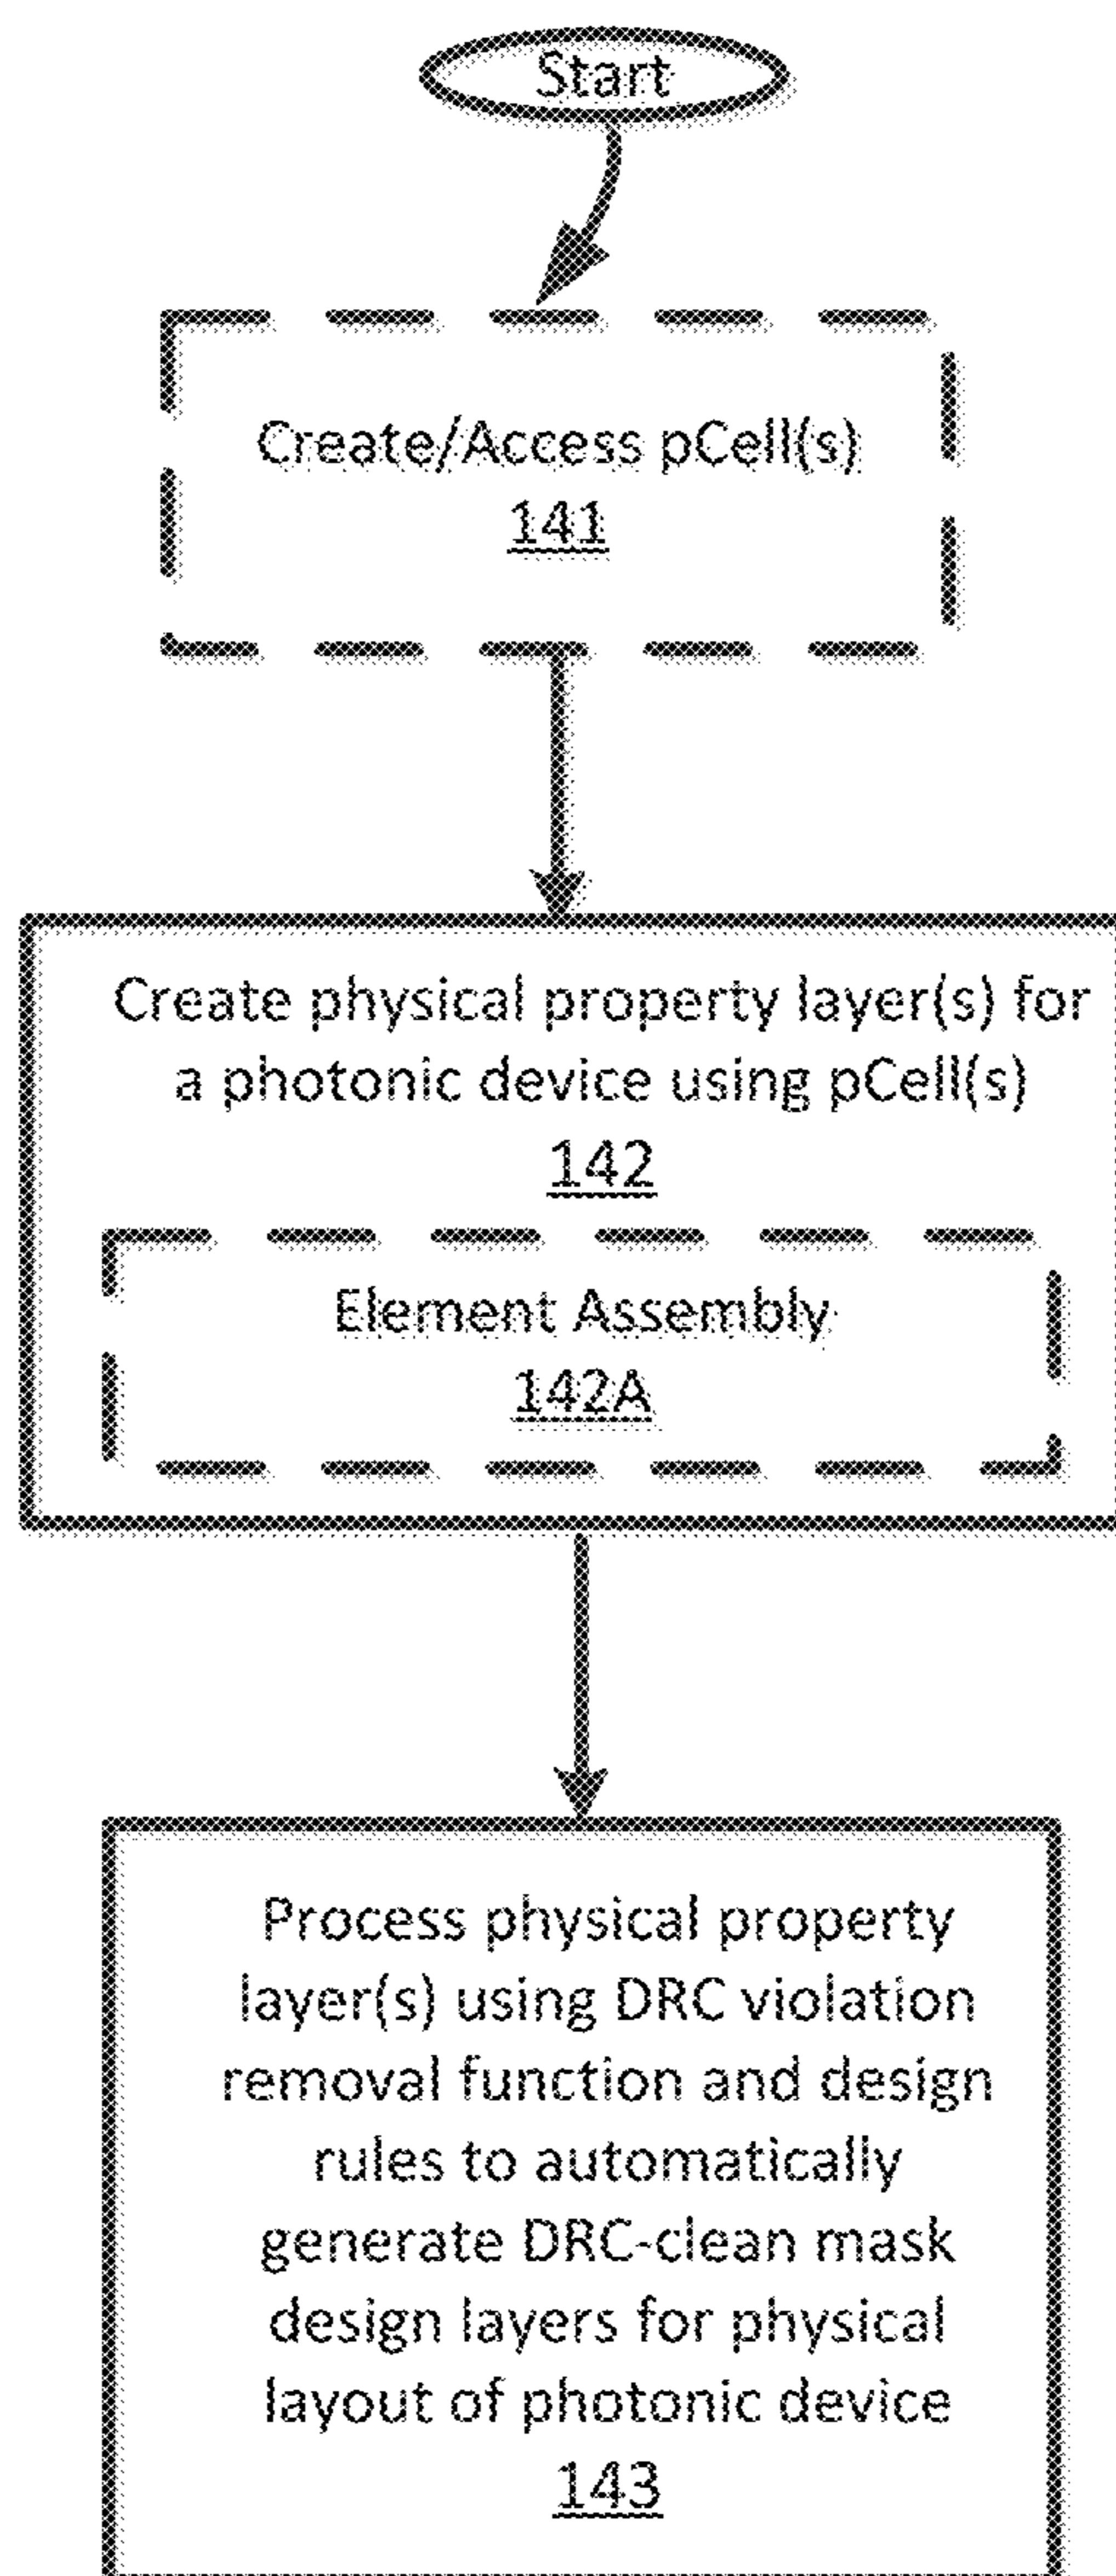 Start
Create/Access pCell(s)
141
Create physical property layer(s) for
a photonic device using pCell(s)
142
Element Assembly
142A
Process physical property
layer(s) using DRC violation
removal function and design
rules to automatically
generate DRC-clean mask
design layers for physical
layout of photonic device
143